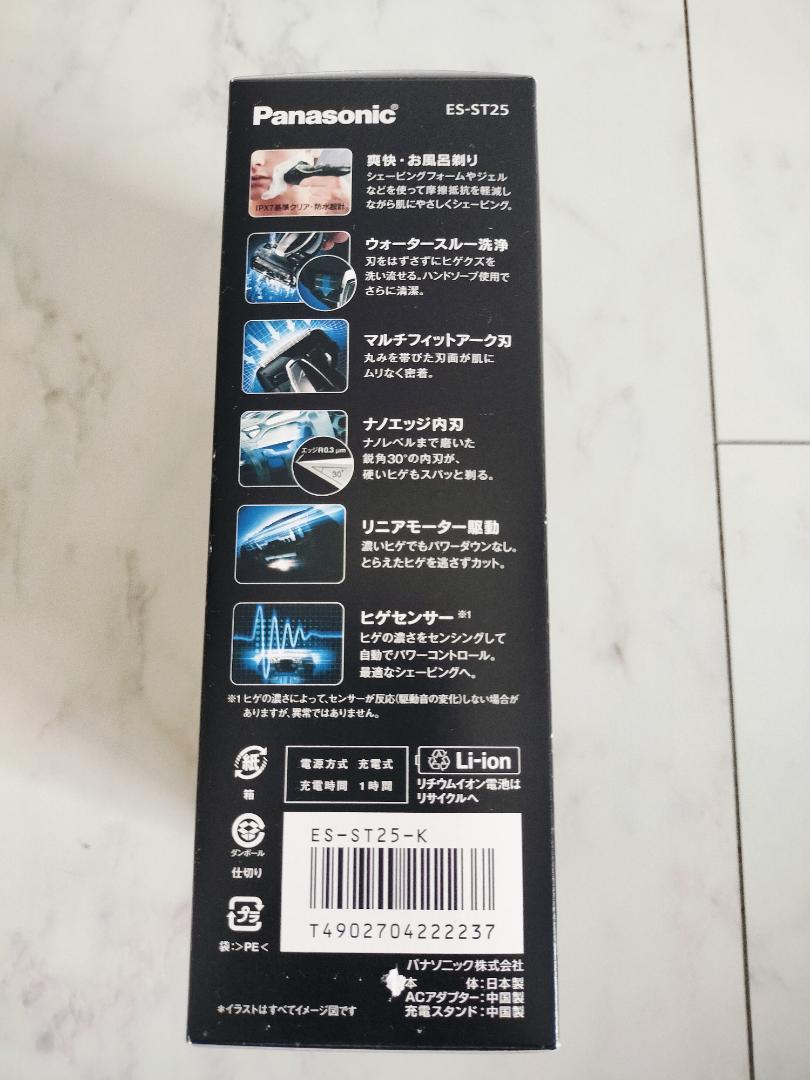 Panasonic® ES-ST25
爽快・お風呂剃り
シェービングフォームやジェル
などを使って摩擦抵抗を軽減し
ながら肌にやさしくシェービング。
IPX7基準クリア・防水設計
ウォータースルー洗浄
刃をはずさずにヒゲクズを
洗い流せる。ハンドソープ使用で
さらに清潔。
マルチフィットアーク刃
丸みを帯びた刃面が肌に
ムリなく密着。
ナノエッジ内刃
ナノレベルまで磨いた
鋭角30°の内刃が、
硬いヒゲもスパッと剃る。
エッジR0.3μm
30°
リニアモーター駆動
濃いヒゲでもパワーダウンなし。
とらえたヒゲを逃さずカット。
ヒゲセンサー ※1
ヒゲの濃さをセンシングして
自動でパワーコントロール。
最適なシェービングへ。
※1 ヒゲの濃さによって、センサーが反応(駆動音の変化)しない場合が
ありますが、異常ではありません。
紙
箱
電源方式 充電式
充電時間 1時間
Li-ion
リチウムイオン電池は
リサイクルへ
ダンボール
仕切り
プラ
袋:>PE<
ES-ST25-K
T4902704222237
パナソニック株式会社
本 体:日本製
ACアダプター:中国製
充電スタンド:中国製
※イラストはすべてイメージ図です